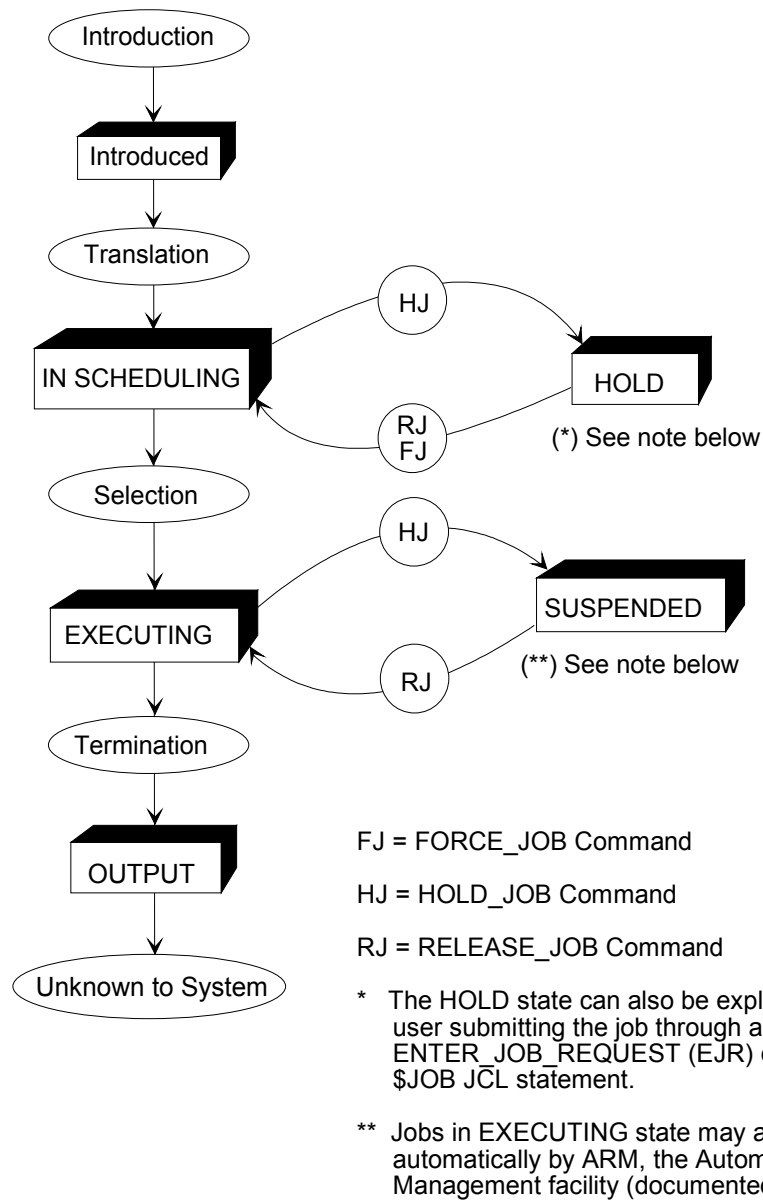 Introduction
Introduced
Translation
HJ
IN SCHEDULING
HOLD
RJ
FJ
(*) See note below
Selection
HJ
SUSPENDED
EXECUTING
(**) See note below
RJ
Termination
FJ = FORCE_JOB Command
OUTPUT
HJ = HOLD_JOB Command
RJ = RELEASE_JOB Command
Unknown to System
* The HOLD state can also be
user submitting the job through a
ENTER_JOB_REQUEST (EJR)
$JOB JCL statement.
** Jobs in EXECUTING state may
automatically by ARM, the
Management facility (documented